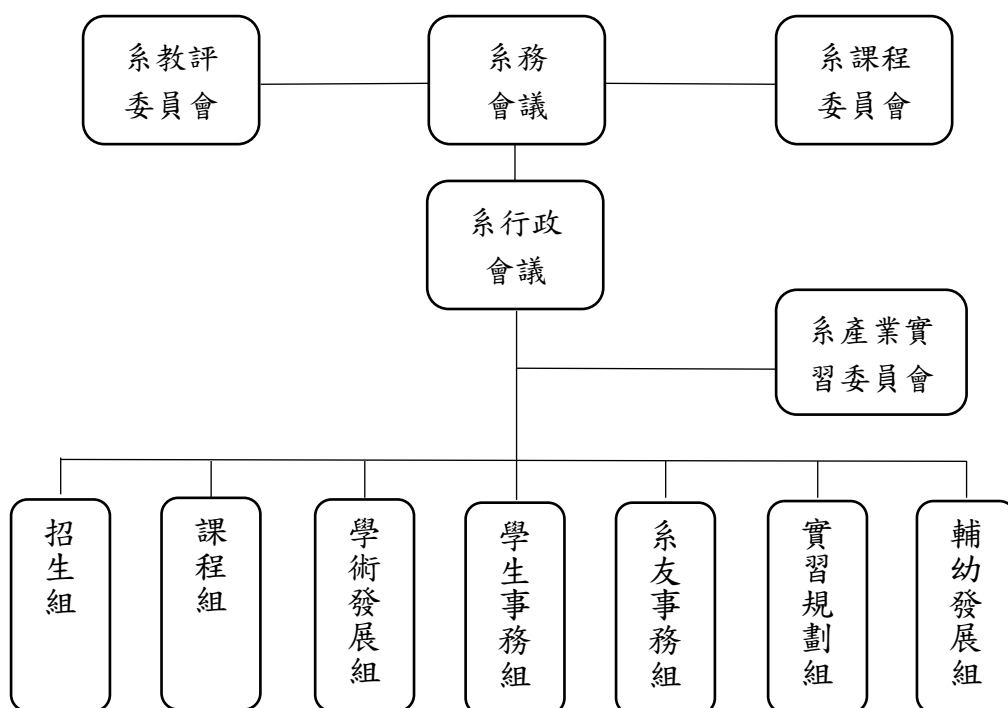 系教評
委員會
系務
會議
系課程
委員會
系行政
會議
系產業實
習委員會
招生組
課程組
學術發展組
學生事務組
系友事務組
實習規劃組
輔幼發展組